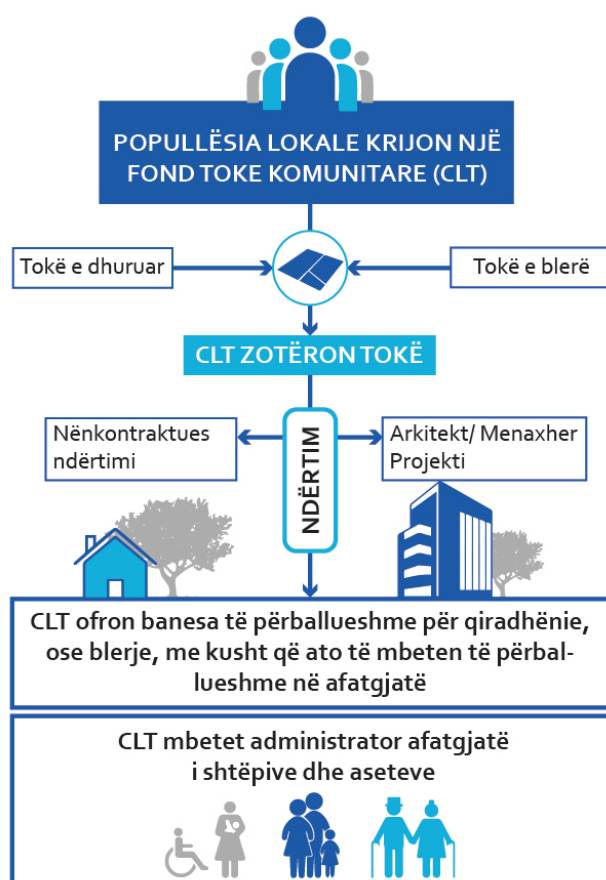 POPULLËSIA LOKALE KRIJON NJË
FOND TOKE KOMUNITARE (CLT)
Tokë e dhuruar
Tokë e blerë
CLT ZOTËRON TOKË
Nënkontraktues
ndërtimi
NDËRTIM
Arkitekt/ Menaxher
Projekti
CLT ofron banesa të përballueshme për qiradhënie,
ose blerje, me kusht që ato të mbeten të përbal-
lueshme në afatgjatë
CLT mbetet administrator afatgjatë
i shtëpive dhe aseteve